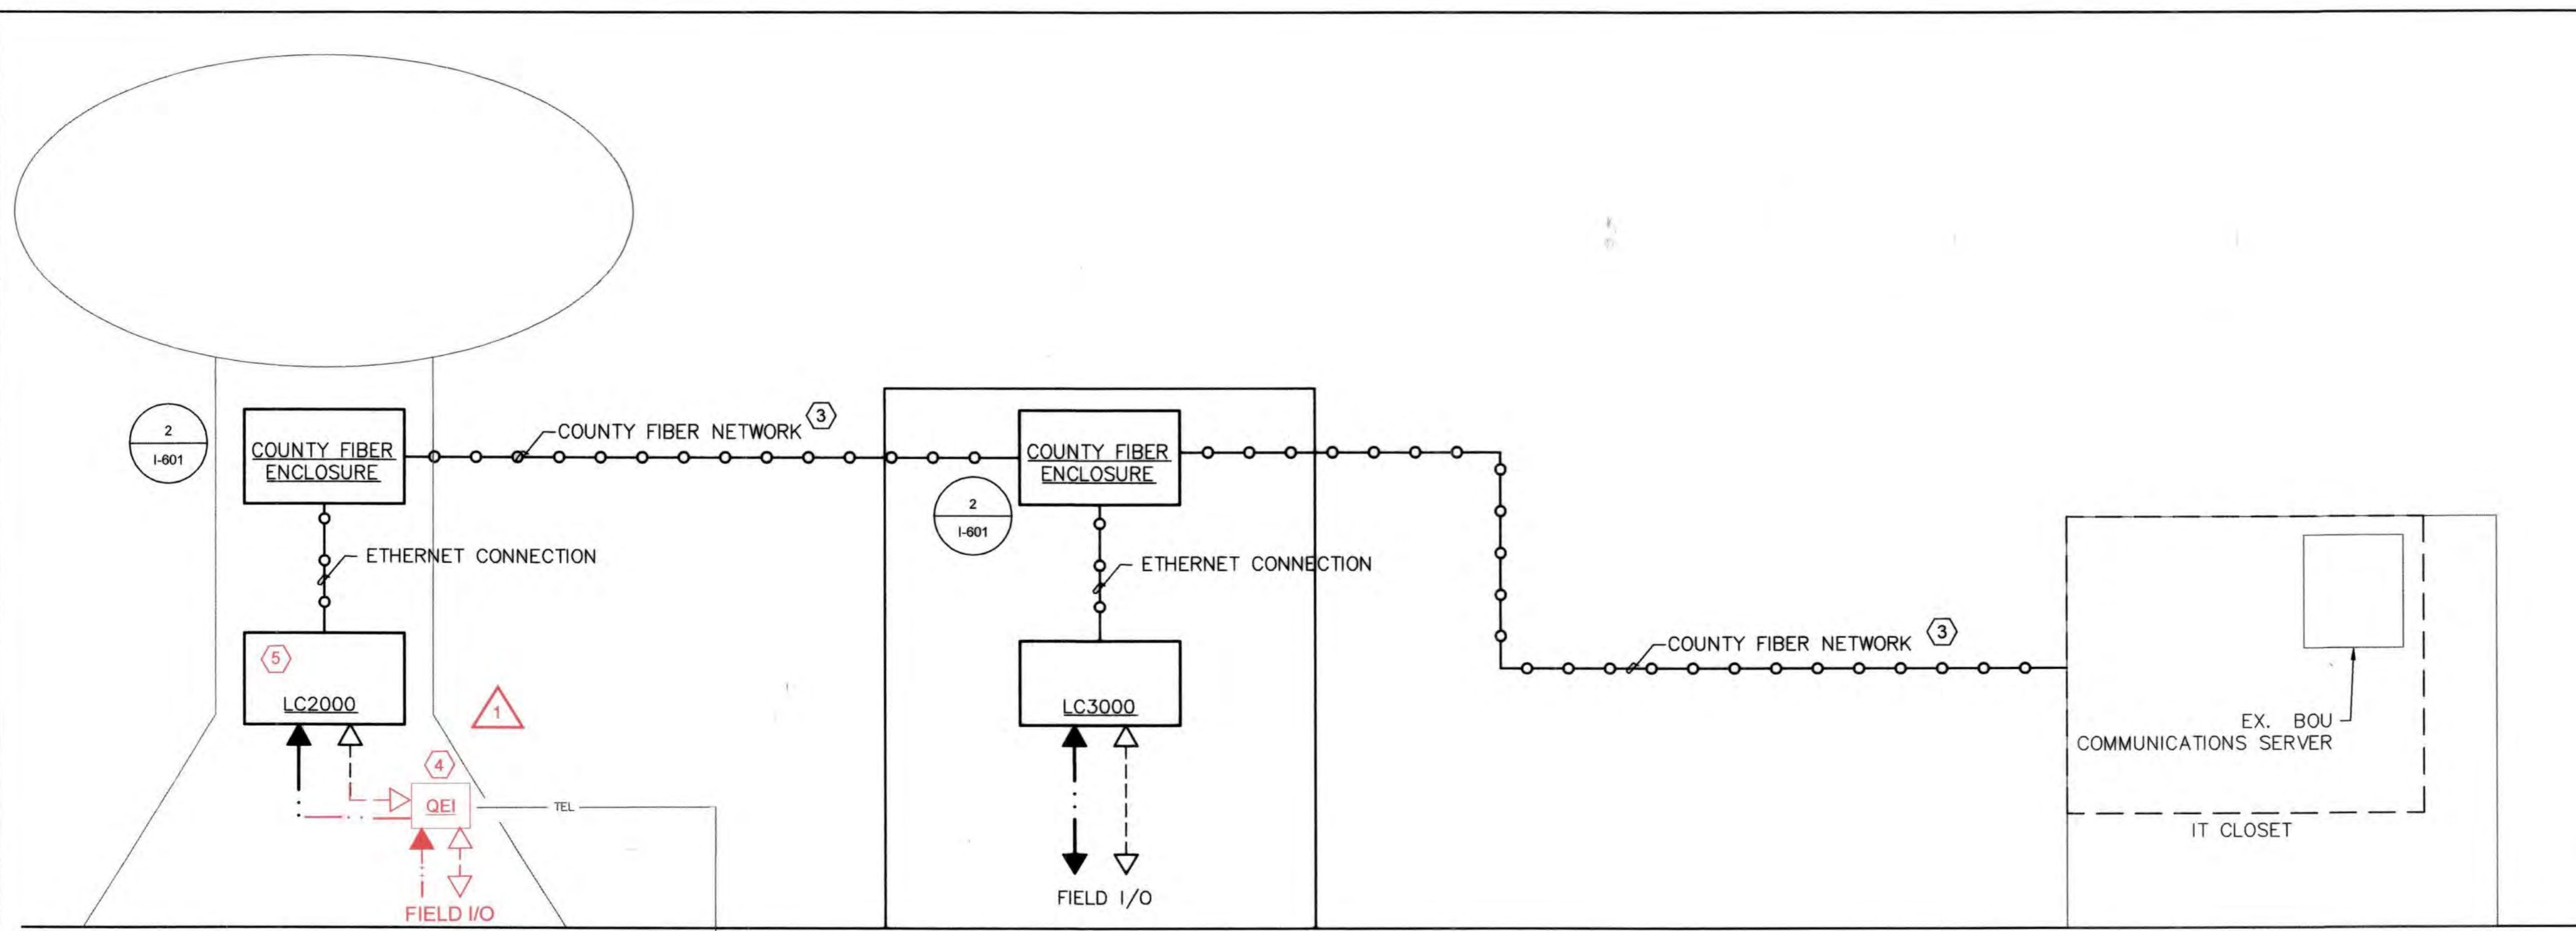 2
I-601
COUNTY FIBER
ENCLOSURE
COUNTY FIBER NETWORK 3
ETHERNET CONNECTION
5
LC2000
1
4
QEI
TEL
FIELD I/O
COUNTY FIBER
ENCLOSURE
2
I-601
ETHERNET CONNECTION
LC3000
FIELD I/O
COUNTY FIBER NETWORK 3
EX. BOU
COMMUNICATIONS SERVER
IT CLOSET